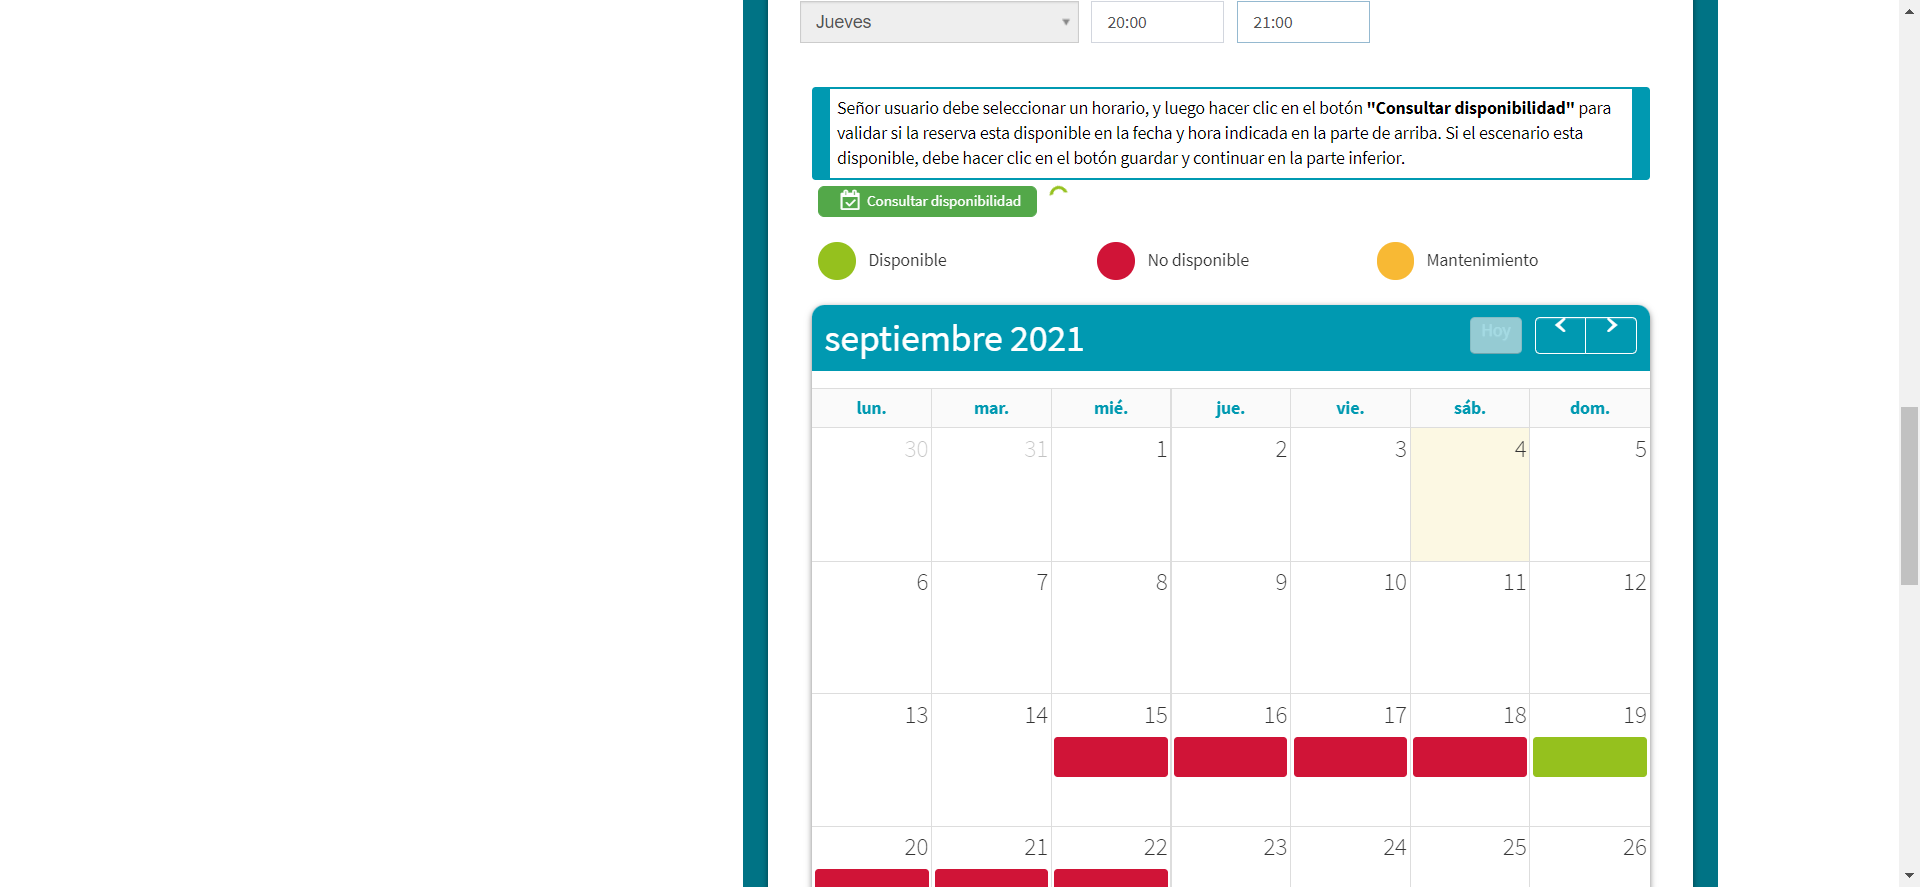 Jueves 20:00 21:00
Señor usuario debe seleccionar un horario, y luego hacer clic en el botón "Consultar disponibilidad" para
validar si la reserva esta disponible en la fecha y hora indicada en la parte de arriba. Si el escenario esta
disponible, debe hacer clic en el botón guardar y continuar en la parte inferior.
Consultar disponibilidad
Disponible No disponible Mantenimiento
septiembre 2021 Hoy
lun. mar. mié. jue. vie. sáb. dom.
30 31 1 2 3 4 5
6 7 8 9 10 11 12
13 14 15 16 17 18 19
20 21 22 23 24 25 26